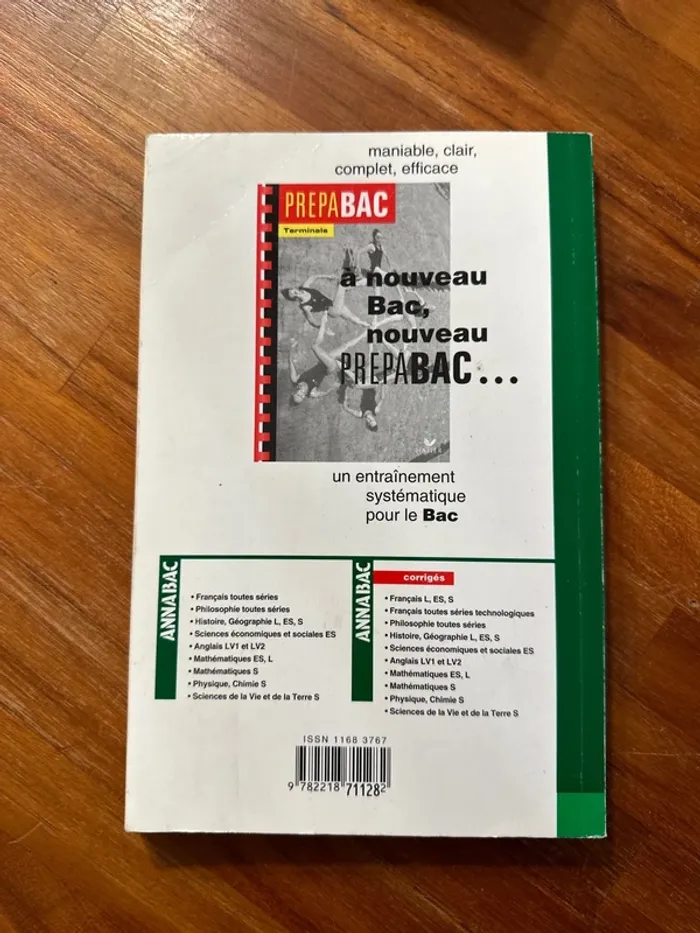 maniable, clair,
complet, efficace
PREPABAC
Terminale
à nouveau
Bac,
nouveau
PREPABAC...
HATIER
un entraînement
systématique
pour le Bac
ANNABAC
• Français toutes séries
• Philosophie toutes séries
• Histoire, Géographie L, ES, S
• Sciences économiques et sociales ES
• Anglais LV1 et LV2
• Mathématiques ES, L
• Mathématiques S
• Physique, Chimie S
• Sciences de la Vie et de la Terre S
ANNABAC
corrigés
• Français L, ES, S
• Français toutes séries technologiques
• Philosophie toutes séries
• Histoire, Géographie L, ES, S
• Sciences économiques et sociales ES
• Anglais LV1 et LV2
• Mathématiques ES, L
• Mathématiques S
• Physique, Chimie S
• Sciences de la Vie et de la Terre S
ISSN 1168 3767
9 782218 711282